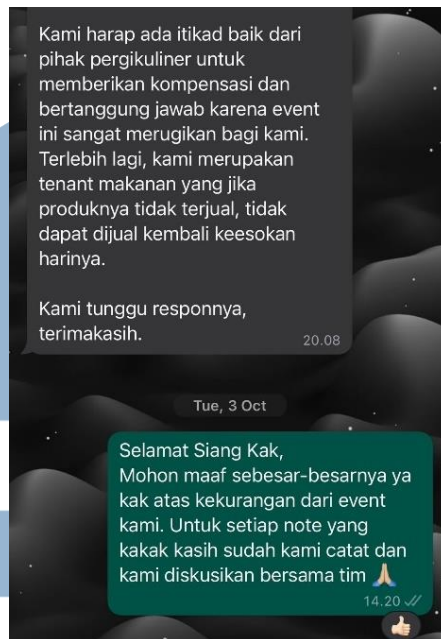 Kami harap ada itikad baik dari
pihak pergikuliner untuk
memberikan kompensasi dan
bertanggung jawab karena event
ini sangat merugikan bagi kami.
Terlebih lagi, kami merupakan
tenant makanan yang jika
produknya tidak terjual, tidak
dapat dijual kembali keesokan
harinya.
Kami tunggu responnya,
terimakasih.
20.08
Tue, 3 Oct
Selamat Siang Kak,
Mohon maaf sebesar-besarnya ya
kak atas kekurangan dari event
kami. Untuk setiap note yang
kakak kasih sudah kami catat dan
kami diskusikan bersama tim 🙏🏻
14.20